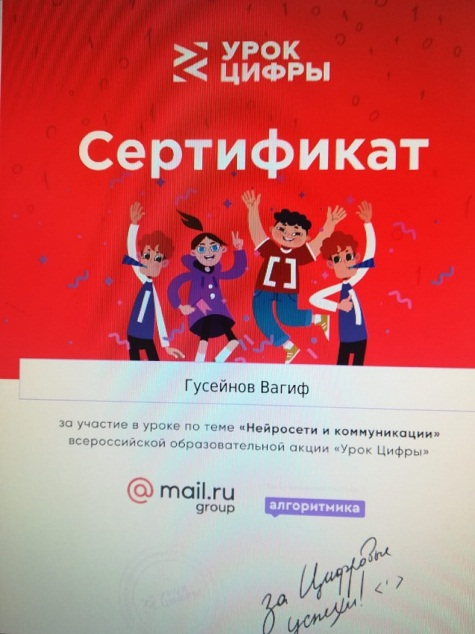 УРОК
ЦИФРЫ
Сертификат
Гусейнов Вагиф
за участие в уроке по теме «Нейросети и коммуникации»
всероссийской образовательной акции «Урок Цифры»
@mail.ru
group
алгоритмика
за Цифровые
успехи! <'>